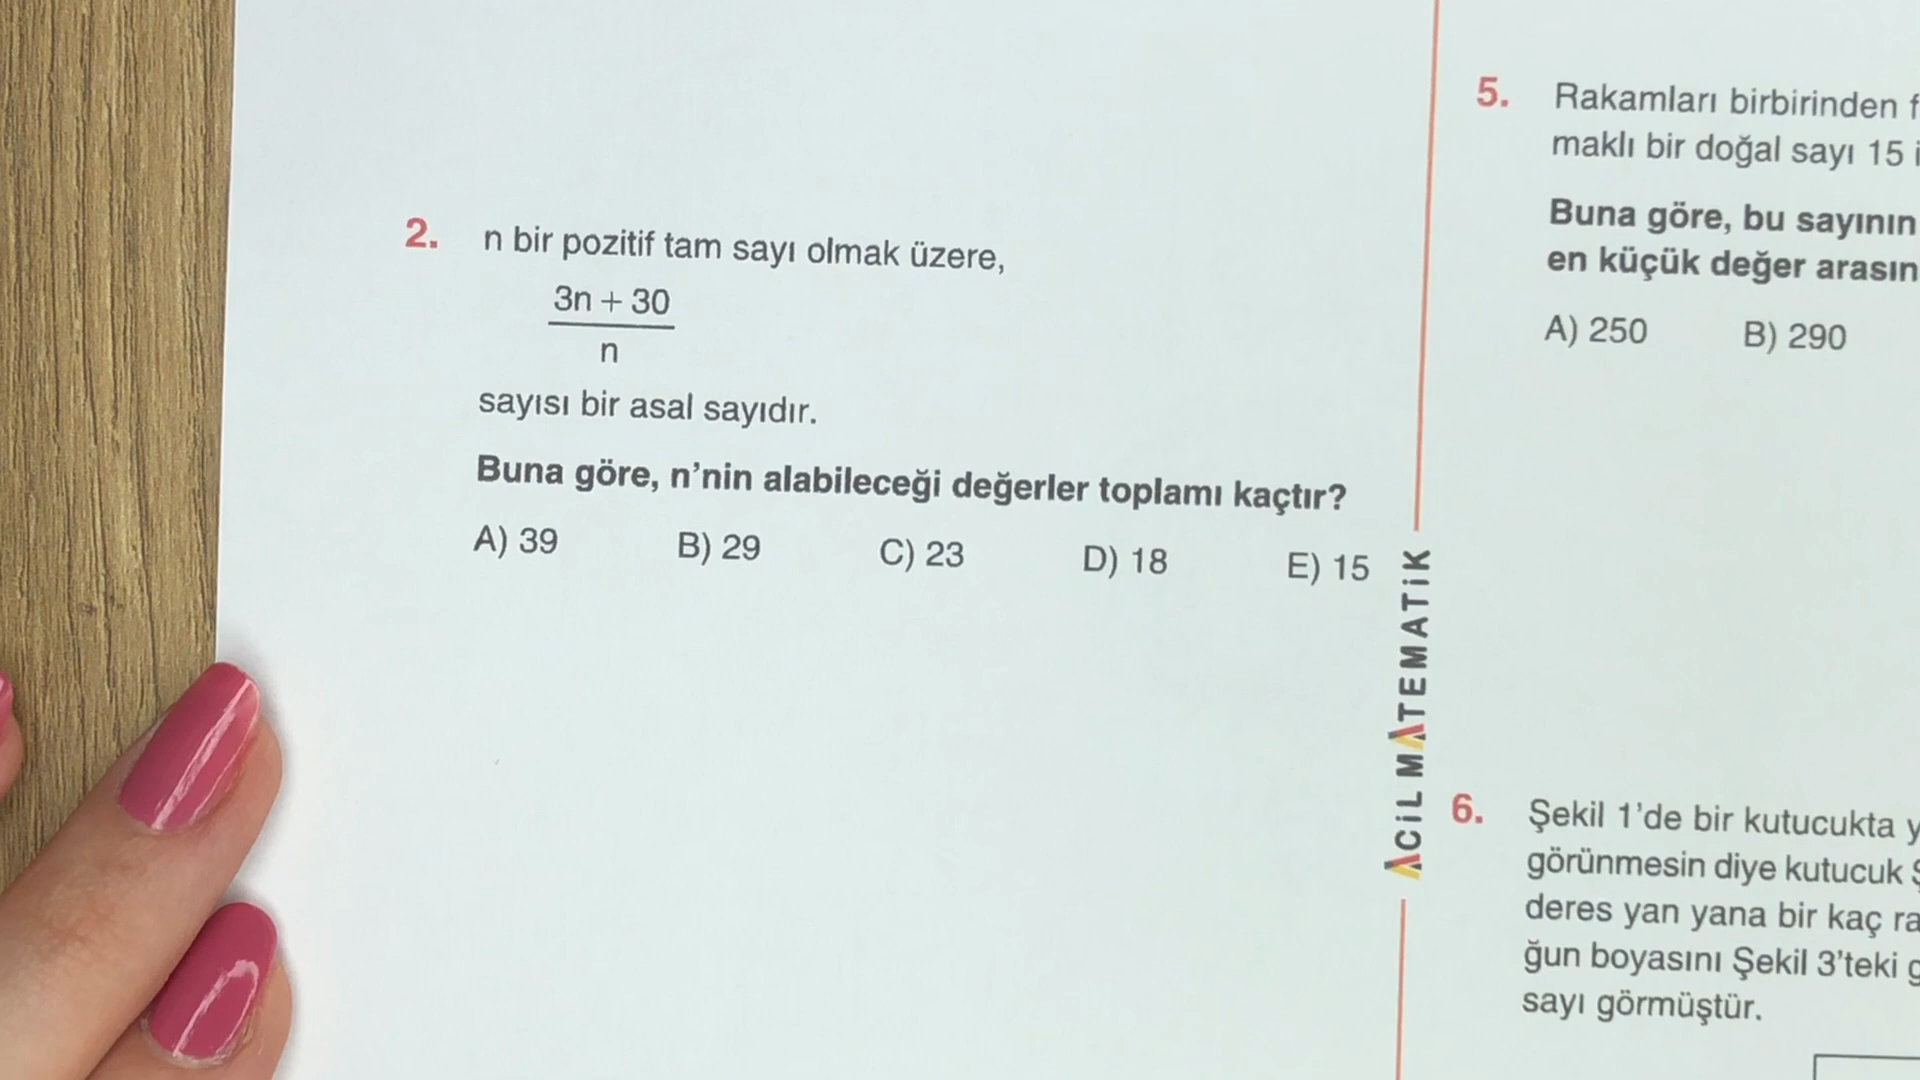 2. n bir pozitif tam sayı olmak üzere,
3n + 30
n
sayısı bir asal sayıdır.
Buna göre, n'nin alabileceği değerler toplamı kaçtır?
A) 39 B) 29 C) 23 D) 18 E) 15
ACİL MATEMATİK
5. Rakamları birbirinden
maklı bir doğal sayı 15
Buna göre, bu sayının
en küçük değer arasın
A) 250 B) 290
6. Şekil 1'de bir kutucukta
görünmesin diye kutucuk
deres yan yana bir kaç ra
ğun boyasını Şekil 3'teki
sayı görmüştür.